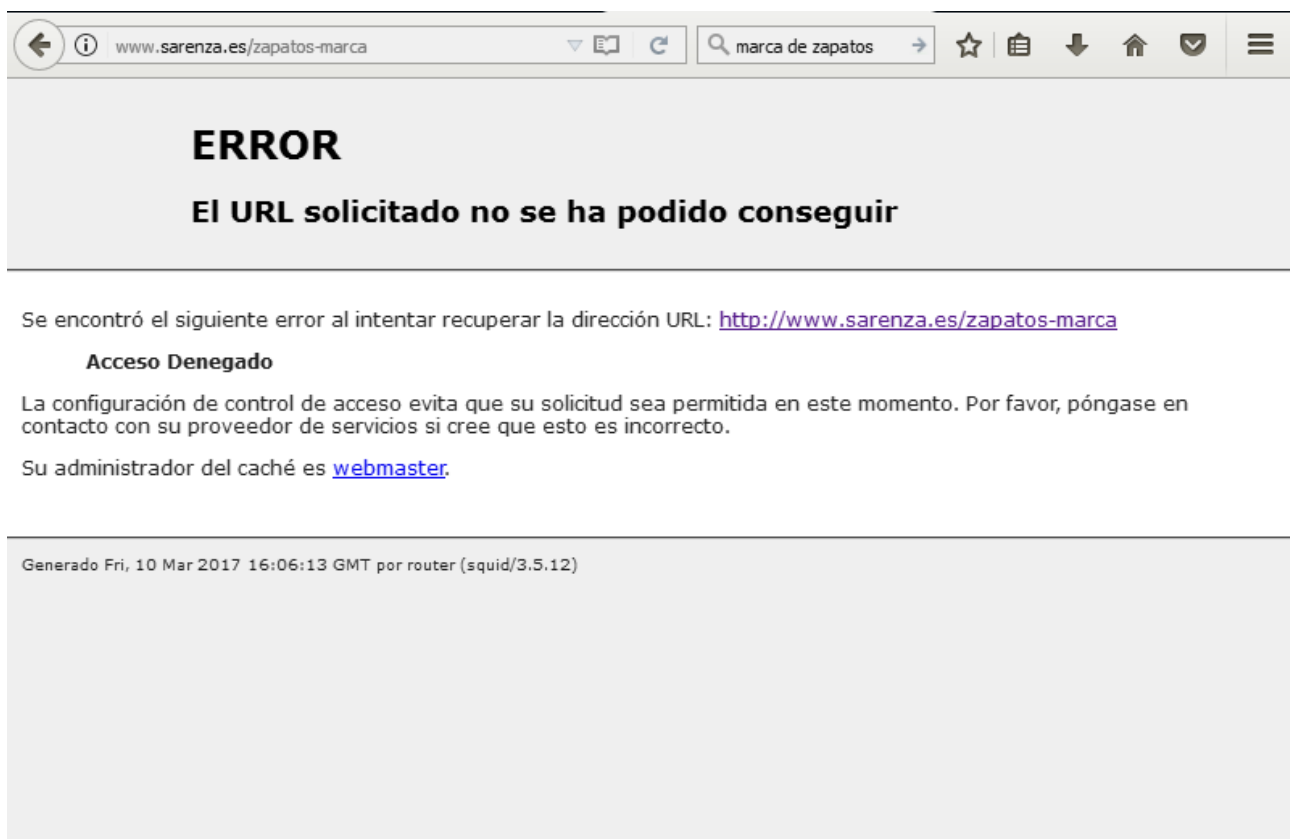 www.sarenza.es/zapatos-marca
marca de zapatos
ERROR
El URL solicitado no se ha podido conseguir
Se encontró el siguiente error al intentar recuperar la dirección URL: http://www.sarenza.es/zapatos-marca
Acceso Denegado
La configuración de control de acceso evita que su solicitud sea permitida en este momento. Por favor, póngase en
contacto con su proveedor de servicios si cree que esto es incorrecto.
Su administrador del caché es webmaster.
Generado Fri, 10 Mar 2017 16:06:13 GMT por router (squid/3.5.12)